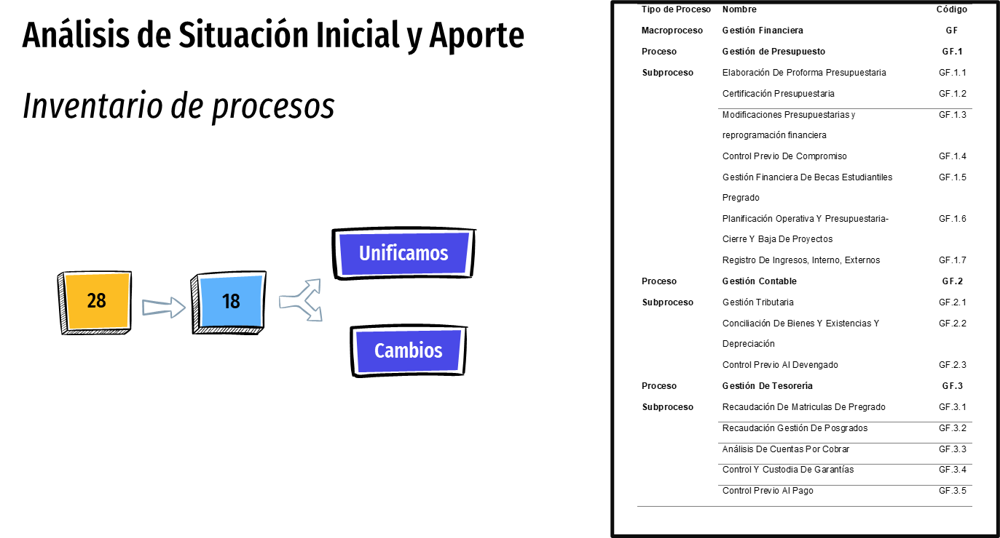 Análisis de Situación Inicial y Aporte
Inventario de procesos
28
18
Unificamos
Cambios
Tipo de Proceso Nombre Código
Macroproceso Gestión Financiera GF
Proceso Gestión de Presupuesto GF.1
Subproceso Elaboración De Proforma Presupuestaria GF.1.1
Certificación Presupuestaria GF.1.2
Modificaciones Presupuestarias y GF.1.3
reprogramación financiera
Control Previo De Compromiso GF.1.4
Gestión Financiera De Becas Estudiantiles GF.1.5
Pregrado
Planificación Operativa Y Presupuestaria- GF.1.6
Cierre Y Baja De Proyectos
Registro De Ingresos, Interno, Externos GF.1.7
Proceso Gestión Contable GF.2
Subproceso Gestión Tributaria GF.2.1
Conciliación De Bienes Y Existencias Y GF.2.2
Depreciación
Control Previo Al Devengado GF.2.3
Proceso Gestión De Tesorería GF.3
Subproceso Recaudación De Matriculas De Pregrado GF.3.1
Recaudación Gestión De Posgrados GF.3.2
Análisis De Cuentas Por Cobrar GF.3.3
Control Y Custodia De Garantías GF.3.4
Control Previo Al Pago GF.3.5